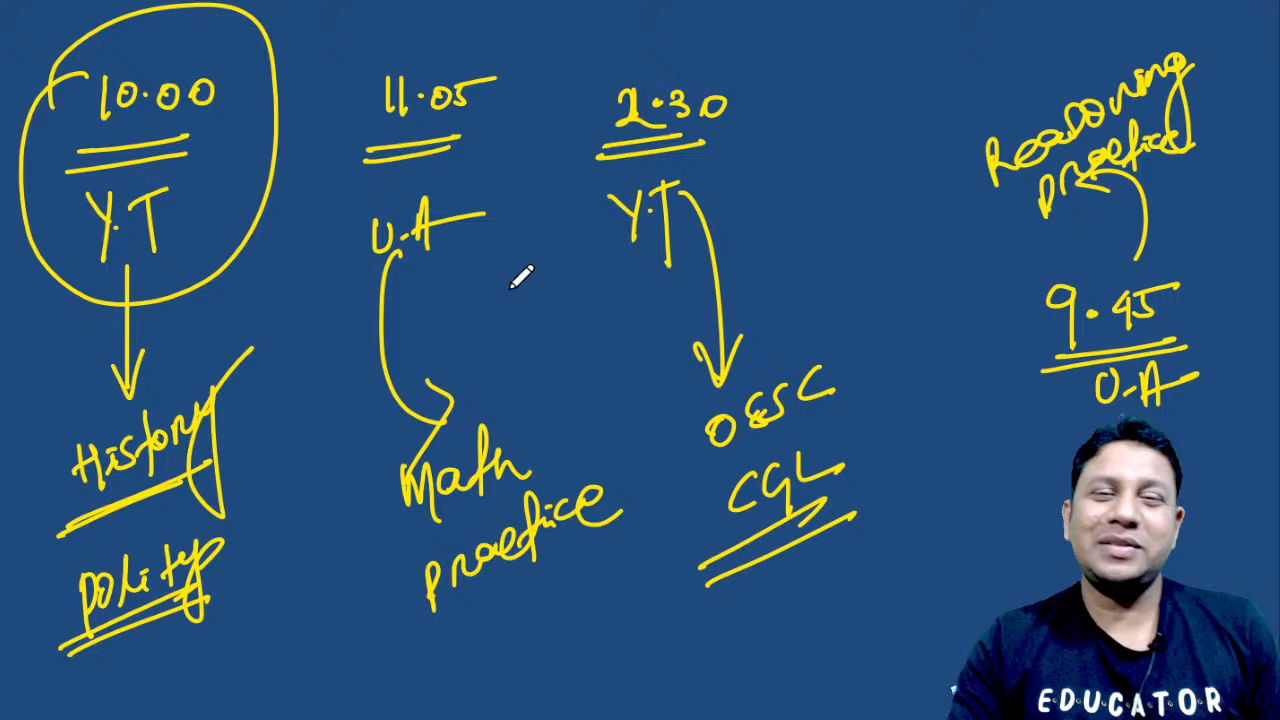 10.00
Y.T
History
polity
11.05
U.A
Math
practice
2.30
Y.T
OSSC
CGL
Reasoning
practice
9.45
U.A
EDUCATOR